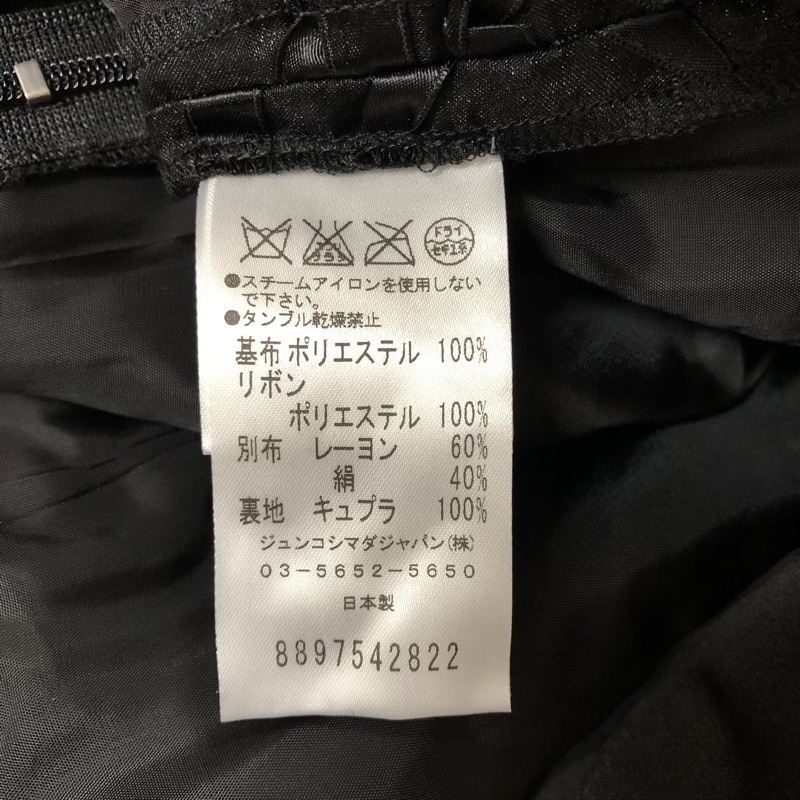 ドライ
セキユ系
●スチームアイロンを使用しない
で下さい。
●タンブル乾燥禁止
基布 ポリエステル 100%
リボン
ポリエステル 100%
別布 レーヨン 60%
絹 40%
裏地 キュプラ 100%
ジュンコシマダジャパン(株)
03-5652-5650
日本製
8897542822